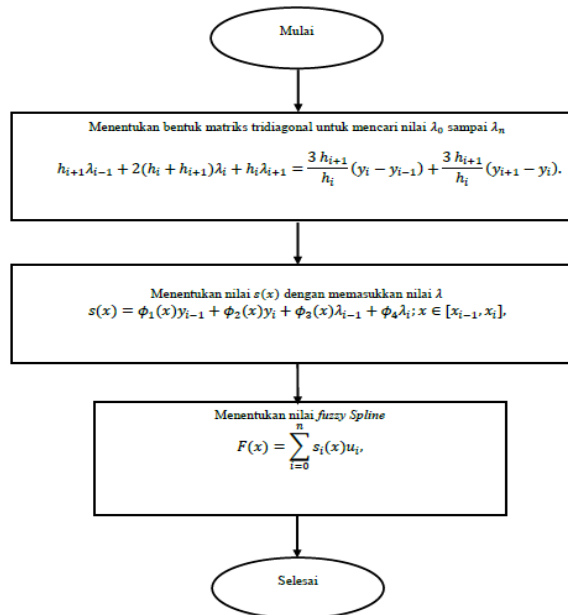 Mulai
Menentukan bentuk matriks tridiagonal untuk mencari nilai λ₀ sampai λₙ
hᵢ₊₁λᵢ₋₁ + 2(hᵢ + hᵢ₊₁)λᵢ + hᵢλᵢ₊₁ = (3 hᵢ₊₁)/(hᵢ) (yᵢ − yᵢ₋₁) + (3 hᵢ₊₁)/(hᵢ) (yᵢ₊₁ − yᵢ).
Menentukan nilai s(x) dengan memasukkan nilai λ
s(x) = ϕ₁(x)yᵢ₋₁ + ϕ₂(x)yᵢ + ϕ₃(x)λᵢ₋₁ + ϕ₄λᵢ; x ∈ [xᵢ₋₁, xᵢ],
Menentukan nilai fuzzy Spline
F(x) = ∑ᵢ₌₀ⁿ sᵢ(x)uᵢ,
Selesai